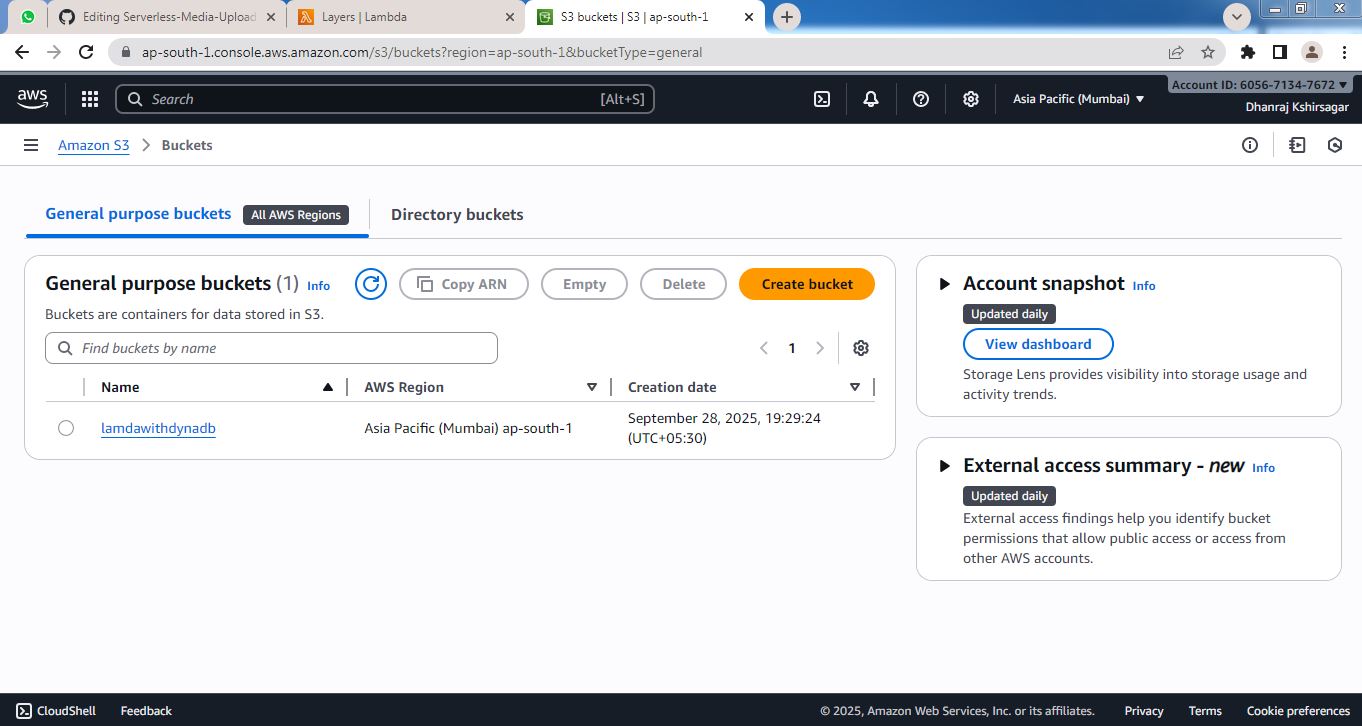 Editing Serverless-Media-Upload
Layers | Lambda
S3 buckets | S3 | ap-south-1
ap-south-1.console.aws.amazon.com/s3/buckets?region=ap-south-1&bucketType=general
aws
Search
[Alt+S]
Asia Pacific (Mumbai)
Account ID: 6056-7134-7672
Dhanraj Kshirsagar
Amazon S3
Buckets
General purpose buckets
All AWS Regions
Directory buckets
General purpose buckets (1)
Info
Copy ARN
Empty
Delete
Create bucket
Buckets are containers for data stored in S3.
Find buckets by name
1
Name
AWS Region
Creation date
lamdawithdynadb
Asia Pacific (Mumbai) ap-south-1
September 28, 2025, 19:29:24
(UTC+05:30)
Account snapshot
Info
Updated daily
View dashboard
Storage Lens provides visibility into storage usage and
activity trends.
External access summary - new
Info
Updated daily
External access findings help you identify bucket
permissions that allow public access or access from
other AWS accounts.
CloudShell
Feedback
© 2025, Amazon Web Services, Inc. or its affiliates.
Privacy
Terms
Cookie preferences